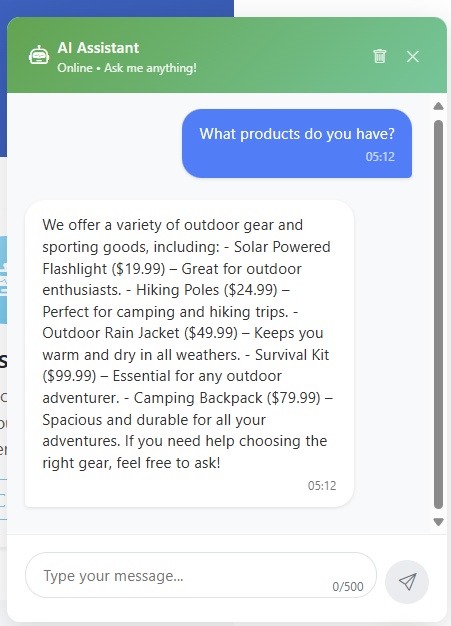 AI Assistant
Online • Ask me anything!
What products do you have?
05:12
We offer a variety of outdoor gear and
sporting goods, including: - Solar Powered
Flashlight ($19.99) – Great for outdoor
enthusiasts. - Hiking Poles ($24.99) –
Perfect for camping and hiking trips. -
Outdoor Rain Jacket ($49.99) – Keeps you
warm and dry in all weathers. - Survival Kit
($99.99) – Essential for any outdoor
adventurer. - Camping Backpack ($79.99) –
Spacious and durable for all your
adventures. If you need help choosing the
right gear, feel free to ask!
05:12
Type your message...
0/500